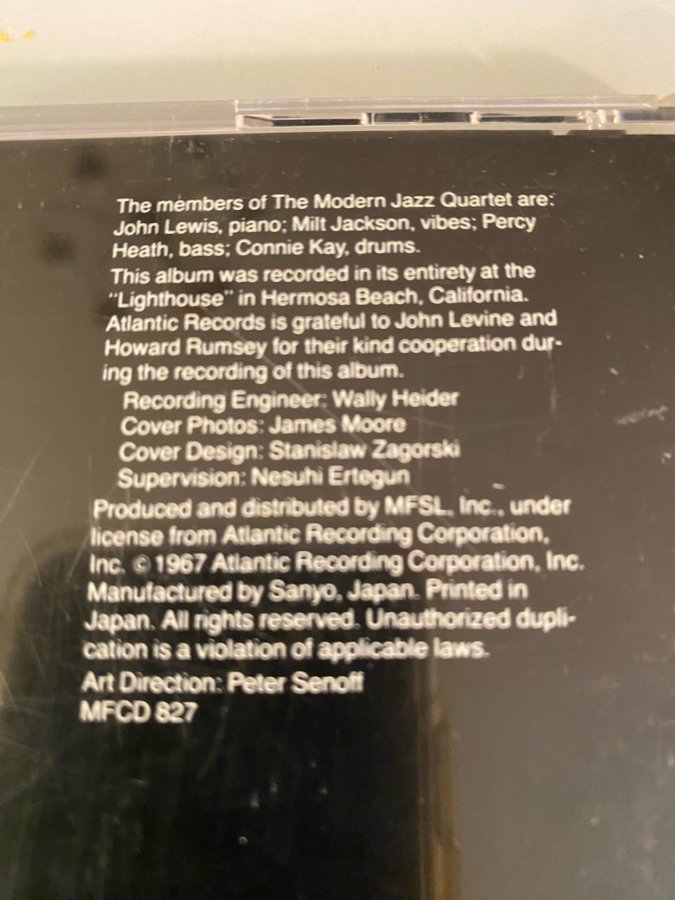 The members of The Modern Jazz Quartet are:
John Lewis, piano; Milt Jackson, vibes; Percy
Heath, bass; Connie Kay, drums.
This album was recorded in its entirety at the
"Lighthouse" in Hermosa Beach, California.
Atlantic Records is grateful to John Levine and
Howard Rumsey for their kind cooperation dur-
ing the recording of this album.
Recording Engineer: Wally Heider
Cover Photos: James Moore
Cover Design: Stanislaw Zagorski
Supervision: Nesuhi Ertegun
Produced and distributed by MFSL, Inc., under
license from Atlantic Recording Corporation,
Inc. © 1967 Atlantic Recording Corporation, Inc.
Manufactured by Sanyo, Japan. Printed in
Japan. All rights reserved. Unauthorized dupli-
cation is a violation of applicable laws.
Art Direction: Peter Senoff
MFCD 827